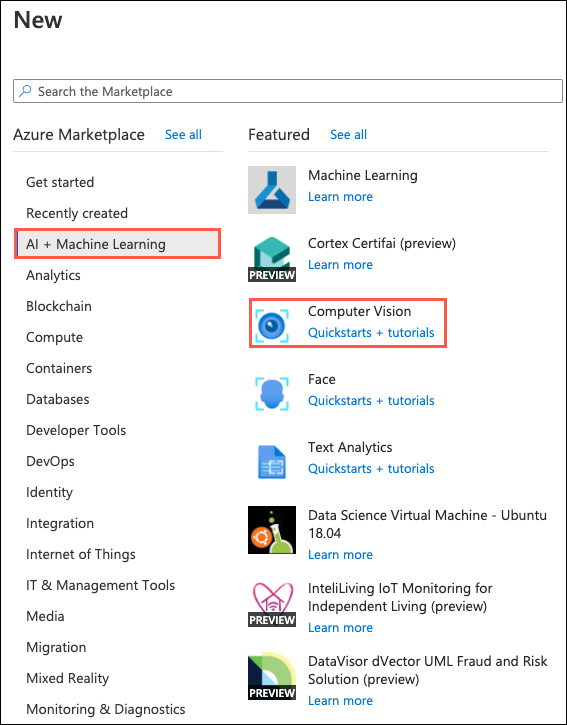 New
Search the Marketplace
Azure Marketplace See all
Get started
Recently created
AI + Machine Learning
Analytics
Blockchain
Compute
Containers
Databases
Developer Tools
DevOps
Identity
Integration
Internet of Things
IT & Management Tools
Media
Migration
Mixed Reality
Monitoring & Diagnostics
Featured See all
Machine Learning
Learn more
PREVIEW
Cortex Certifai (preview)
Learn more
Computer Vision
Quickstarts + tutorials
Face
Quickstarts + tutorials
Text Analytics
Quickstarts + tutorials
Data Science Virtual Machine - Ubuntu
18.04
Learn more
PREVIEW
InteliLiving IoT Monitoring for
Independent Living (preview)
Learn more
PREVIEW
DataVisor dVector UML Fraud and Risk
Solution (preview)
Learn more